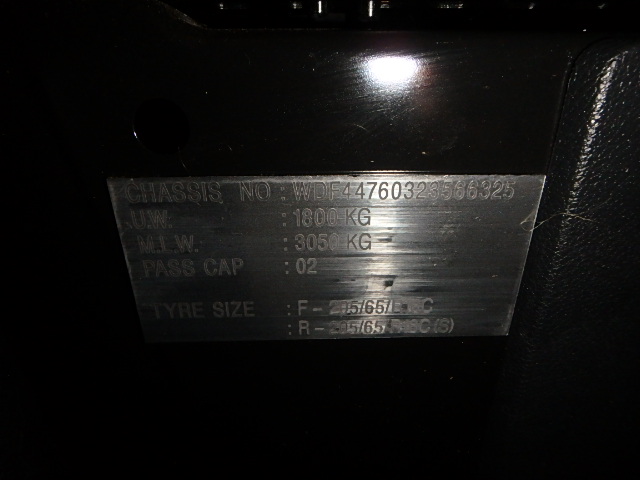 CHASSIS NO : WDF44760323566325
U.W. : 1800 KG
M.L.W. : 3050 KG
PASS CAP : 02
TYRE SIZE